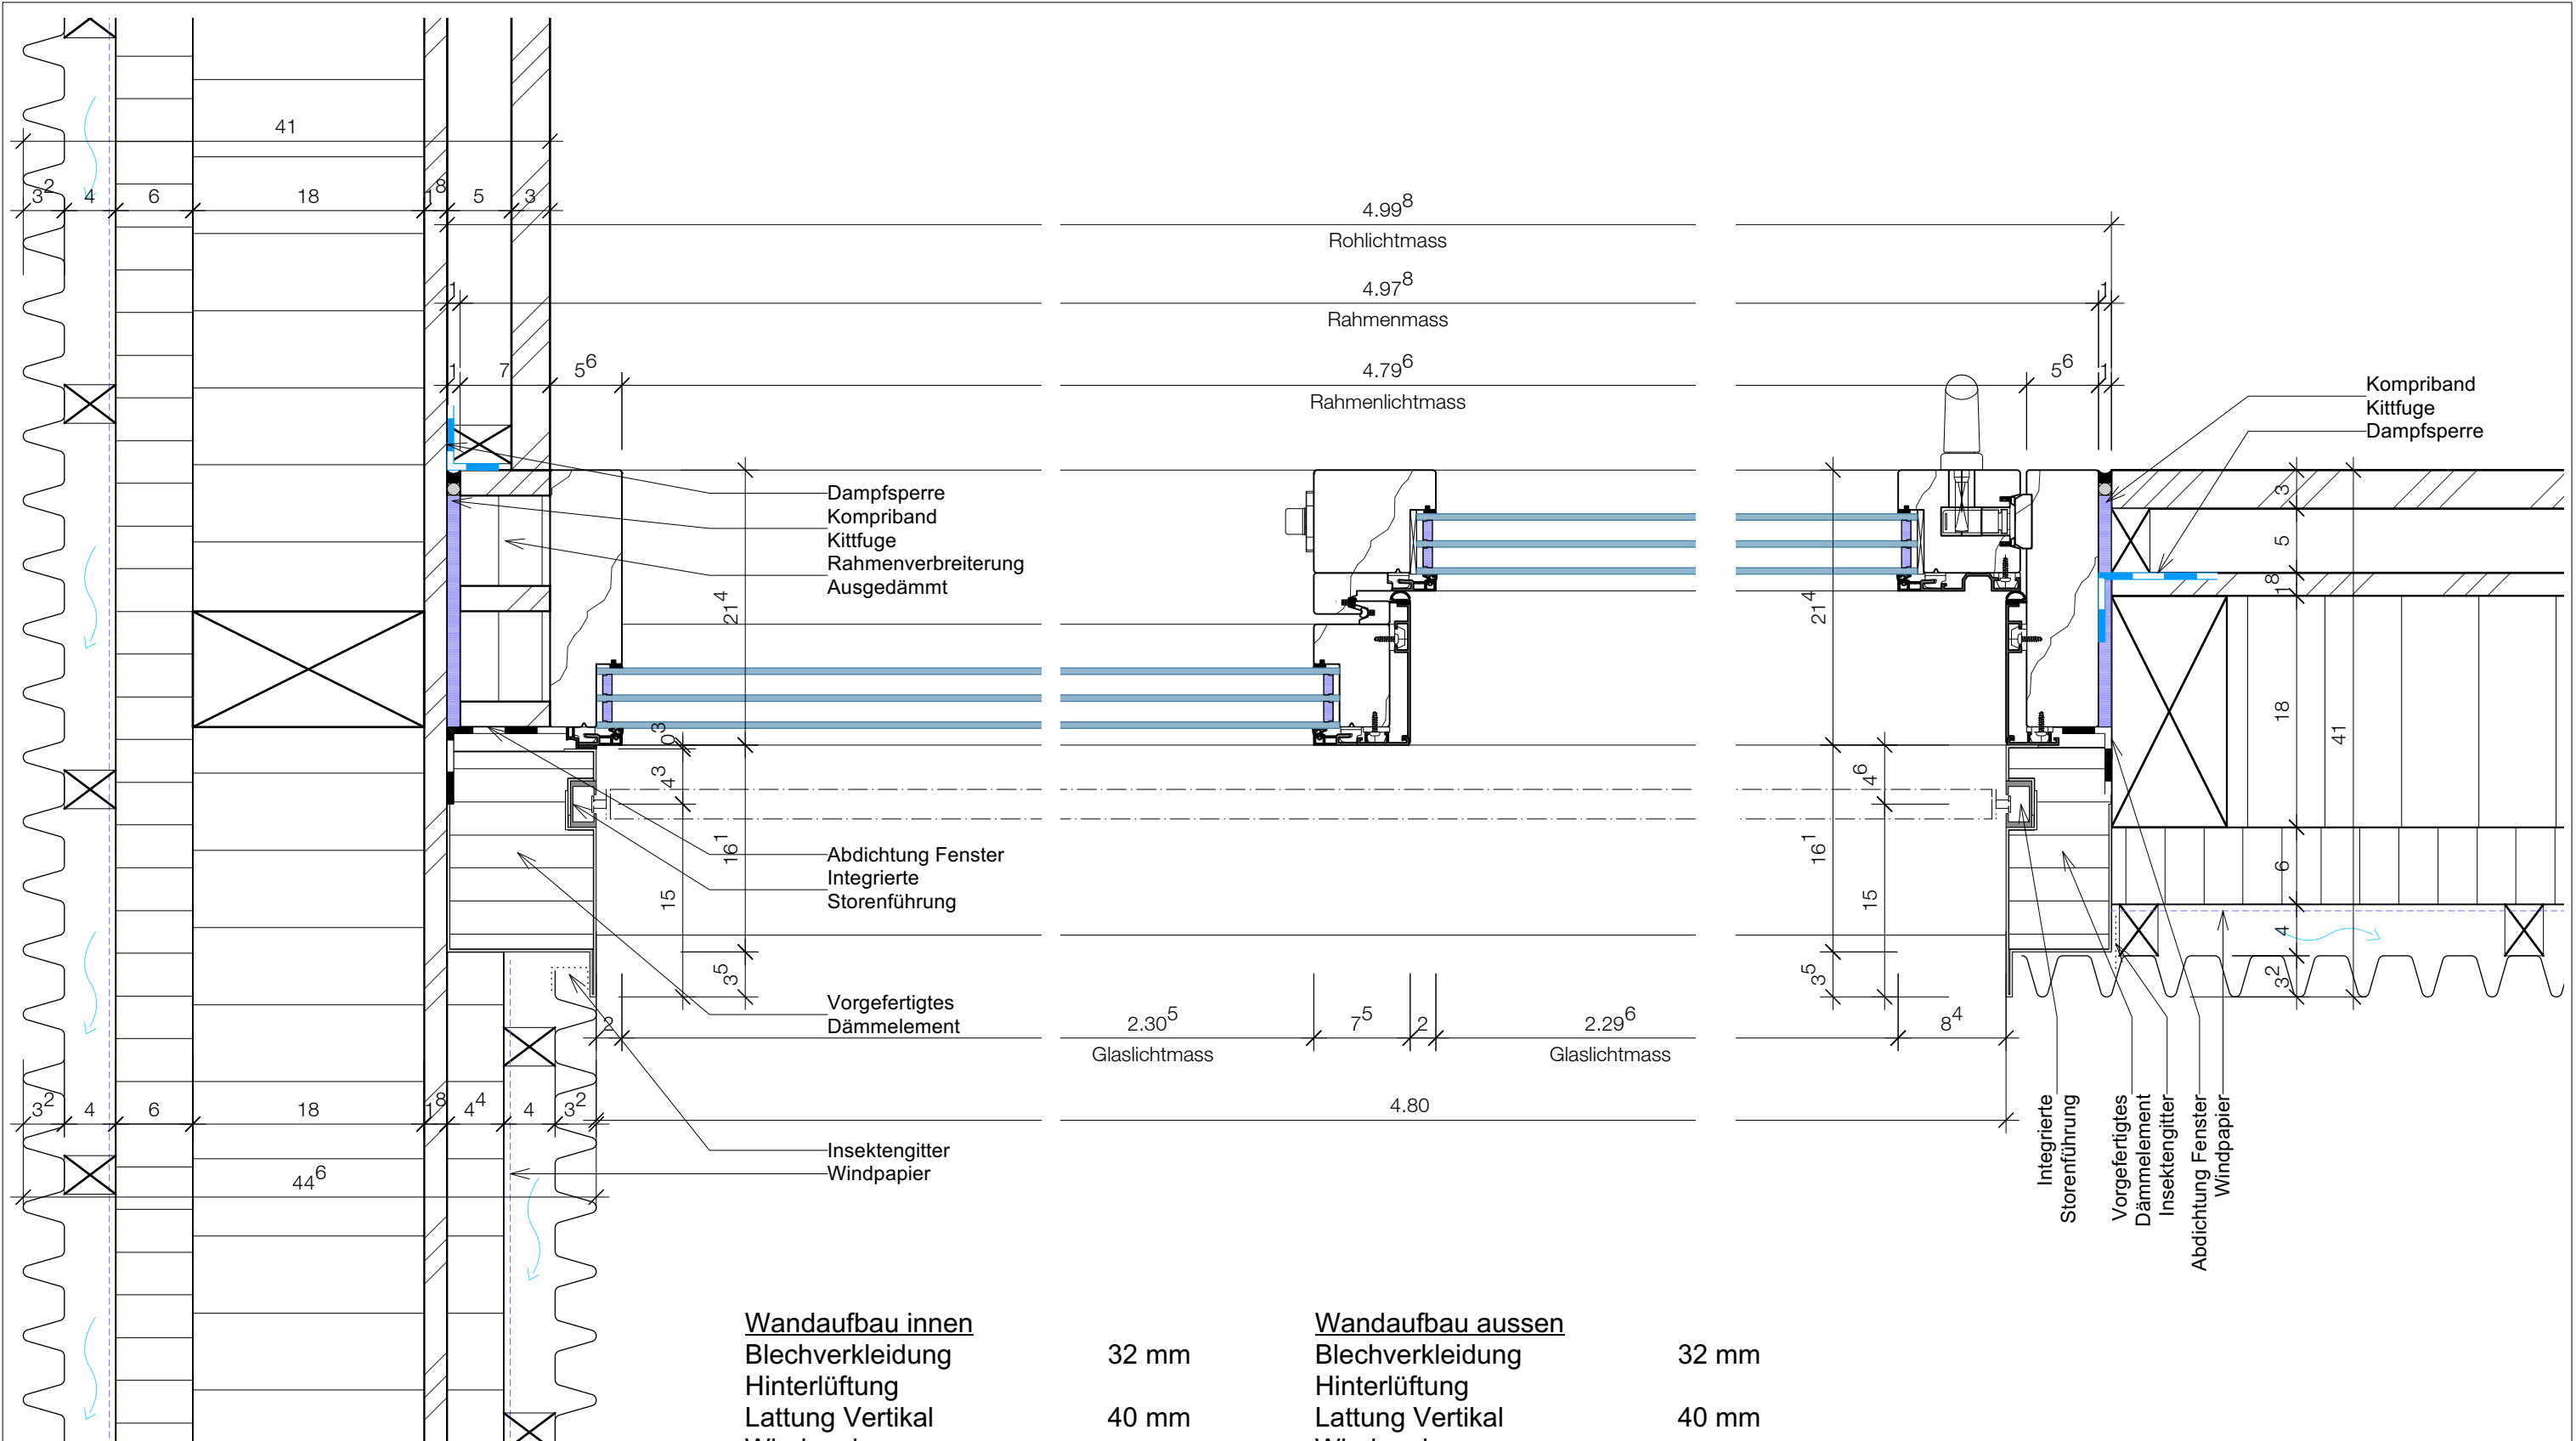 41
3² 4 6 18 1⁸ 5 3
4.99⁸
Rohlichtmass
1 4.97⁸ 1
Rahmenmass
1 7 5⁶ 4.79⁶ 5⁶ 1
Rahmenlichtmass
Kompriband
Kittfuge
Dampfsperre
Dampfsperre
Kompriband
Kittfuge
Rahmenverbreiterung
Ausgedämmt
21⁴
0³
4³
16¹
15
3⁵
21⁴
4⁶
16¹
15
3⁵
3
5
1⁸
18
41
6
4
3²
Abdichtung Fenster
Integrierte
Storenführung
Vorgefertigtes
Dämmelement
2 2.30⁵ 7⁵ 2 2.29⁶ 8⁴
Glaslichtmass Glaslichtmass
3² 4 6 18 1⁸ 4⁴ 4 3² 4.80
44⁶
Insektengitter
Windpapier
Integrierte
Storenführung
Vorgefertigtes
Dämmelement
Insektengitter
Abdichtung Fenster
Windpapier
Wandaufbau innen
Blechverkleidung 32 mm
Hinterlüftung
Lattung Vertikal 40 mm
Wandaufbau aussen
Blechverkleidung 32 mm
Hinterlüftung
Lattung Vertikal 40 mm